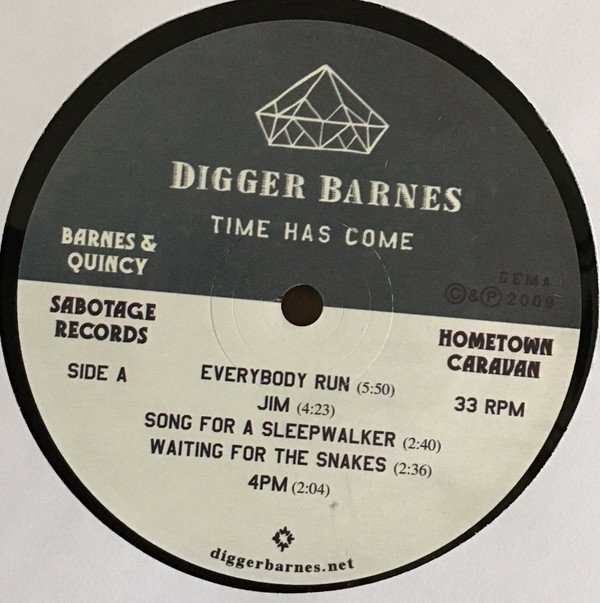 DIGGER BARNES
TIME HAS COME
BARNES &
QUINCY
GEMA
©&℗2009
SABOTAGE
RECORDS
HOMETOWN
CARAVAN
SIDE A
33 RPM
EVERYBODY RUN (5:50)
JIM (4:23)
SONG FOR A SLEEPWALKER (2:40)
WAITING FOR THE SNAKES (2:36)
4PM (2:04)
diggerbarnes.net